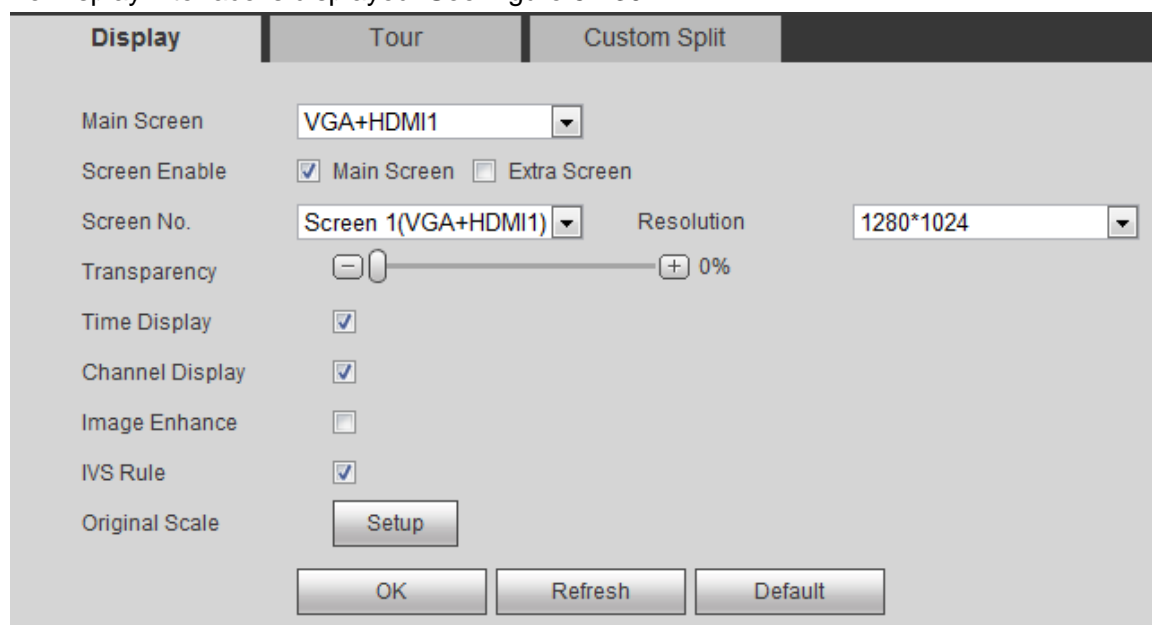 Display Tour Custom Split
Main Screen VGA+HDMI1
Screen Enable Main Screen Extra Screen
Screen No. Screen 1(VGA+HDMI1) Resolution 1280*1024
Transparency 0%
Time Display
Channel Display
Image Enhance
IVS Rule
Original Scale Setup
OK Refresh Default